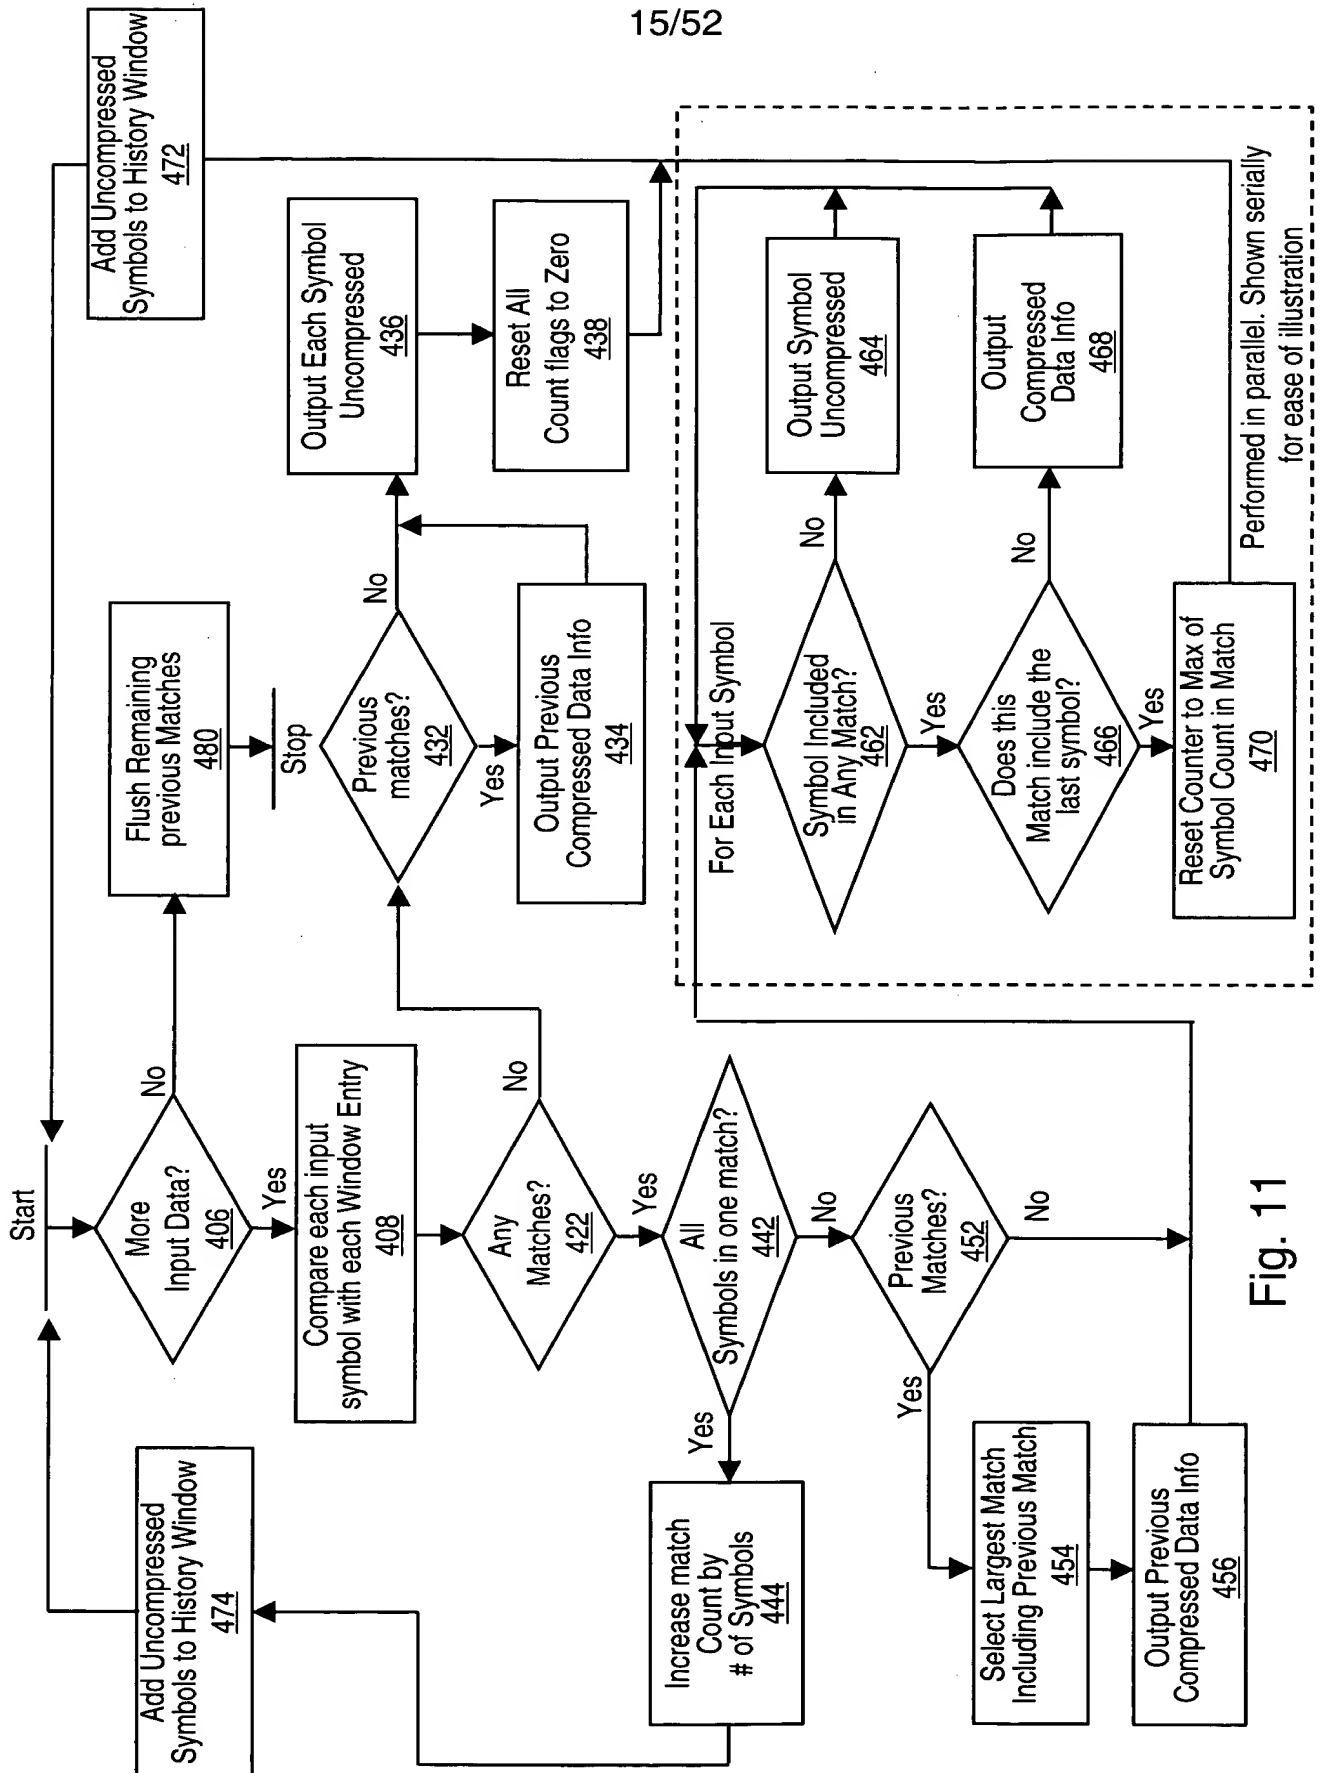 15/52
Start
More
Input Data?
406
No
Yes
Flush Remaining
previous Matches
480
Stop
Add Uncompressed
Symbols to History Window
472
Add Uncompressed
Symbols to History Window
474
Compare each input
symbol with each Window Entry
408
Any
Matches?
422
No
Yes
Previous
matches?
432
No
Yes
Output Previous
Compressed Data Info
434
Output Each Symbol
Uncompressed
436
Reset All
Count flags to Zero
438
All
Symbols in one match?
442
Yes
No
Increase match
Count by
# of Symbols
444
Previous
Matches?
452
Yes
No
Select Largest Match
Including Previous Match
454
Output Previous
Compressed Data Info
456
For Each Input Symbol
Symbol Included
in Any Match?
462
No
Yes
Output Symbol
Uncompressed
464
Does this
Match include the
last symbol?
466
No
Yes
Output
Compressed
Data Info
468
Reset Counter to Max of
Symbol Count in Match
470
Performed in parallel. Shown serially
for ease of illustration
Fig. 11